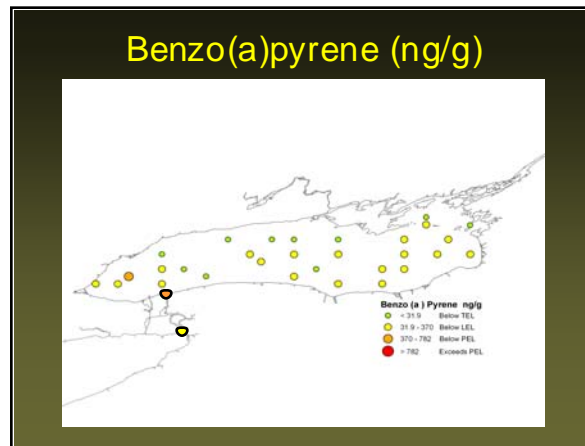 Benzo(a)pyrene (ng/g)
Benzo (a) Pyrene ng/g
< 31.9 Below TEL
31.9 - 370 Below LEL
370 - 782 Below PEL
> 782 Exceeds PEL